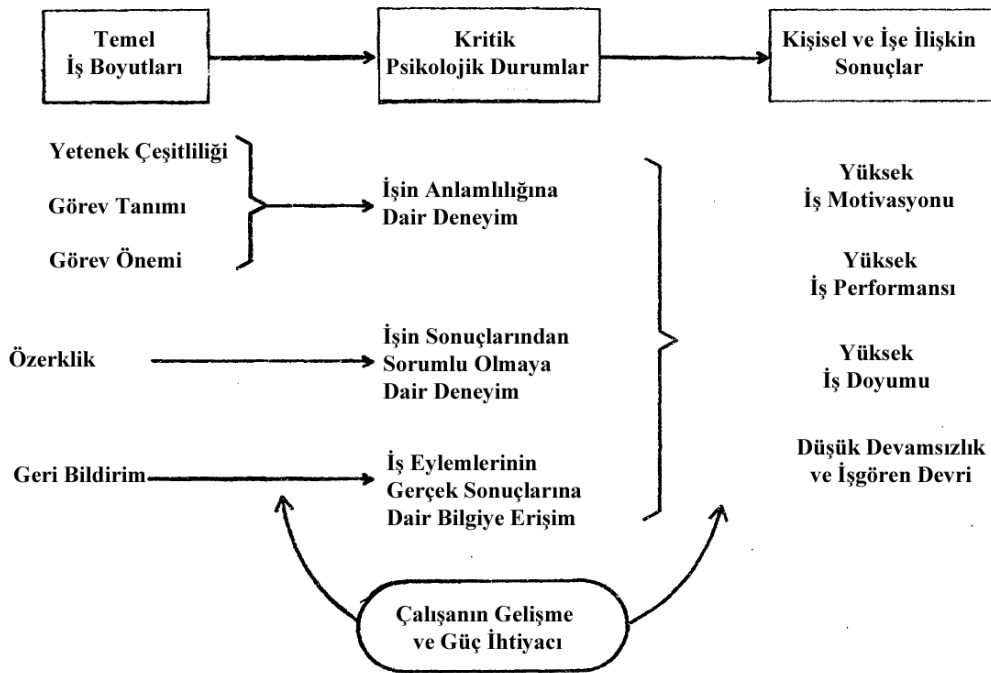 Temel
İş Boyutları
Kritik
Psikolojik Durumlar
Kişisel ve İşe İlişkin
Sonuçlar
Yetenek Çeşitliliği
Görev Tanımı
Görev Önemi
İşin Anlamlılığına
Dair Deneyim
Özerklik
İşin Sonuçlarından
Sorumlu Olmaya
Dair Deneyim
Geri Bildirim
İş Eylemlerinin
Gerçek Sonuçlarına
Dair Bilgiye Erişim
Yüksek
İş Motivasyonu
Yüksek
İş Performansı
Yüksek
İş Doyumu
Düşük Devamsızlık
ve İşgören Devri
Çalışanın Gelişme
ve Güç İhtiyacı